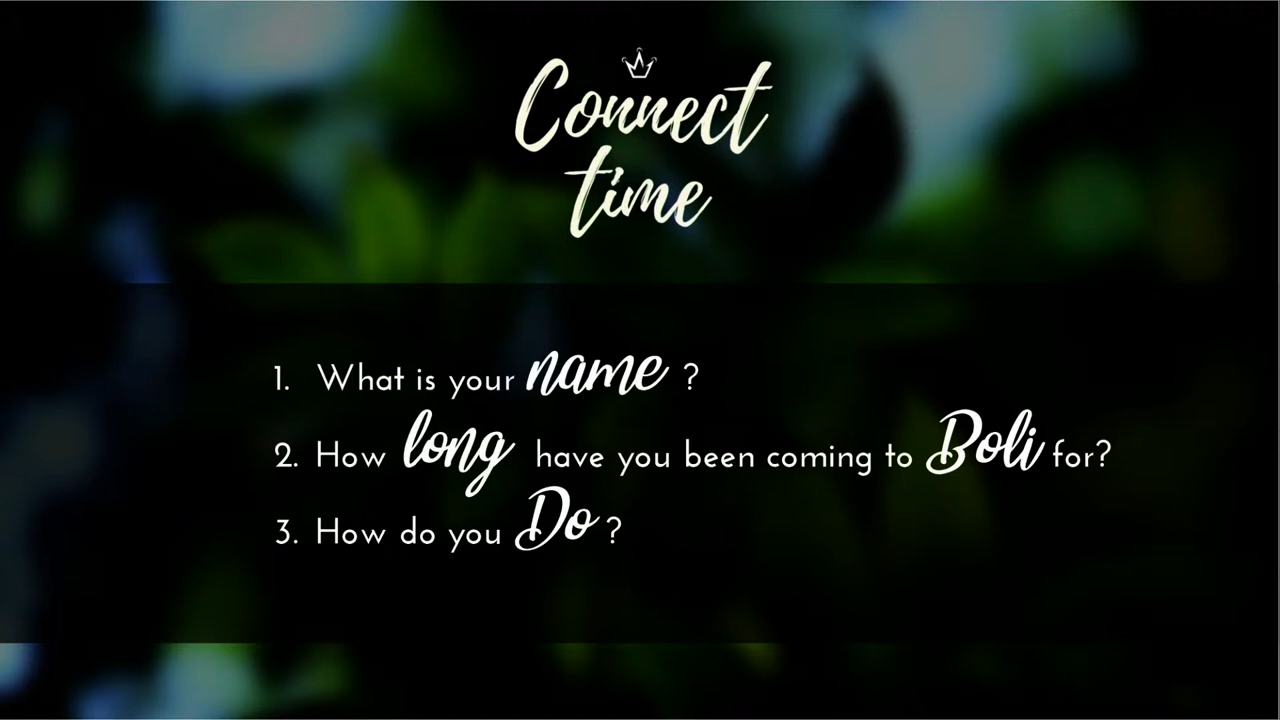 Connect
time
1. What is your name ?
2. How long have you been coming to Boli for?
3. How do you Do ?